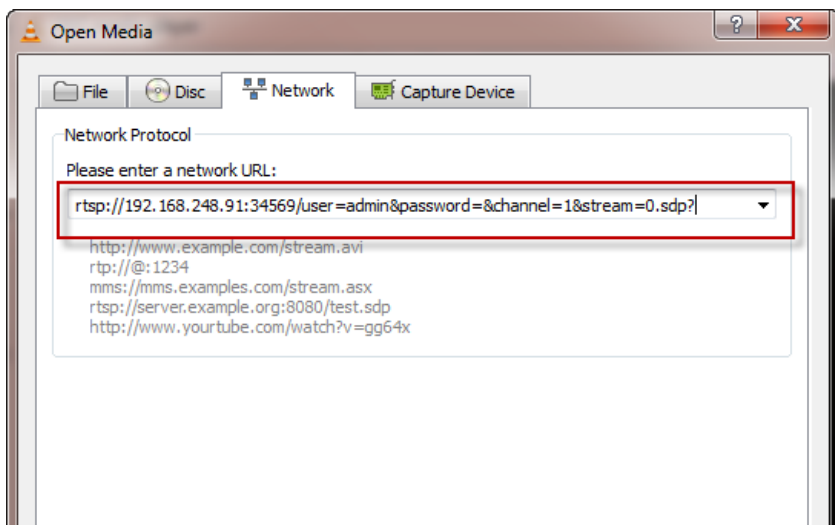 Open Media
File Disc Network Capture Device
Network Protocol
Please enter a network URL:
rtsp://192.168.248.91:34569/user=admin&password=&channel=1&stream=0.sdp?
http://www.example.com/stream.avi
rtp://@:1234
mms://mms.examples.com/stream.asx
rtsp://server.example.org:8080/test.sdp
http://www.yourtube.com/watch?v=gg64x